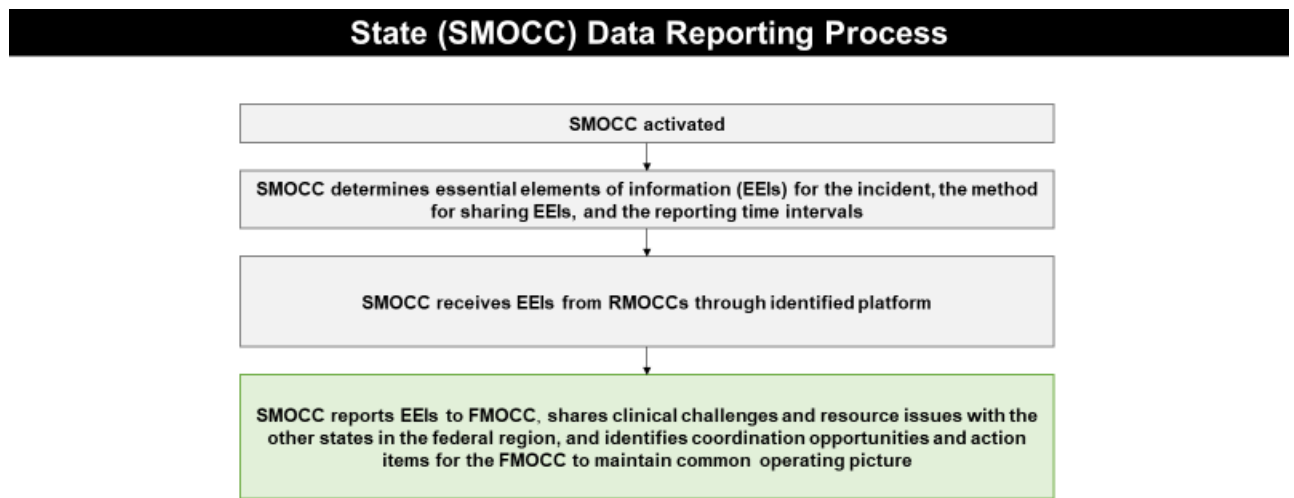 State (SMOCC) Data Reporting Process
SMOCC activated
SMOCC determines essential elements of information (EEIs) for the incident, the method
for sharing EEIs, and the reporting time intervals
SMOCC receives EEIs from RMOCCs through identified platform
SMOCC reports EEIs to FMOCC, shares clinical challenges and resource issues with the
other states in the federal region, and identifies coordination opportunities and action
items for the FMOCC to maintain common operating picture